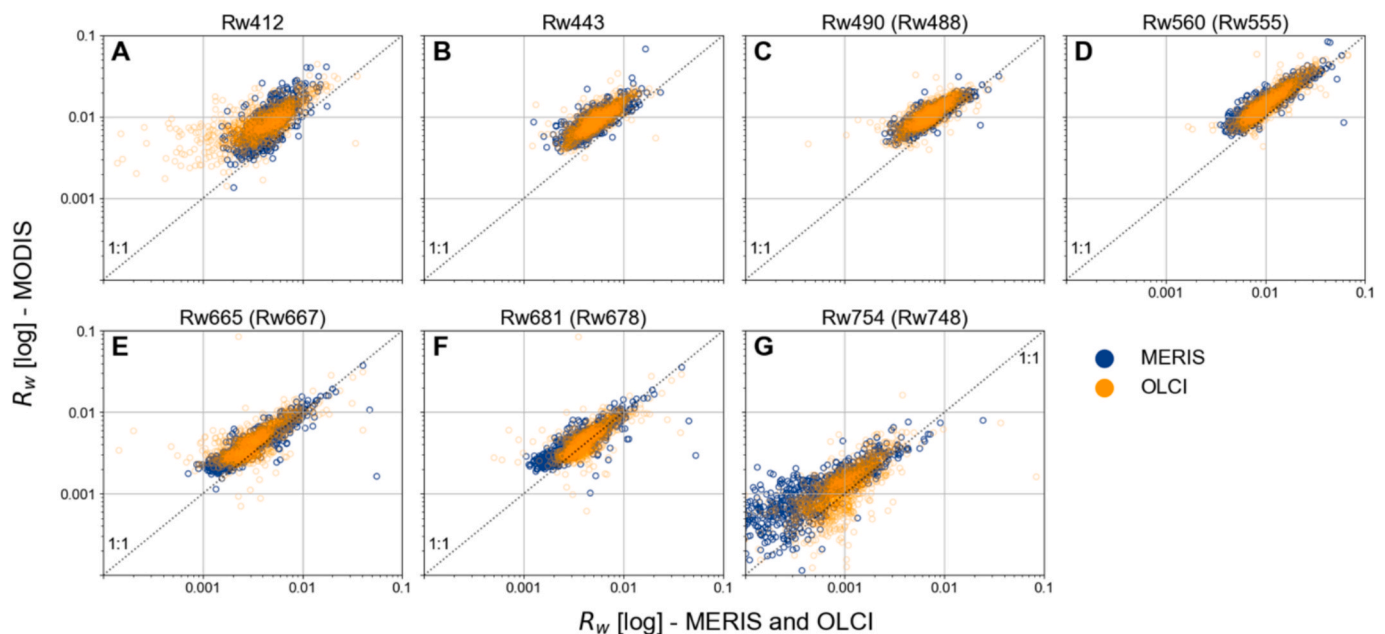 Rw412
Rw443
Rw490 (Rw488)
Rw560 (Rw555)
0.1
A
B
C
D
0.01
0.001
1:1
1:1
1:1
1:1
0.001
0.01
0.1
Rw665 (Rw667)
Rw681 (Rw678)
Rw754 (Rw748)
0.1
E
F
G
1:1
MERIS
OLCI
0.01
0.001
1:1
1:1
0.001
0.01
0.1
0.001
0.01
0.001
0.01
0.1
Rw [log] - MODIS
Rw [log] - MERIS and OLCI